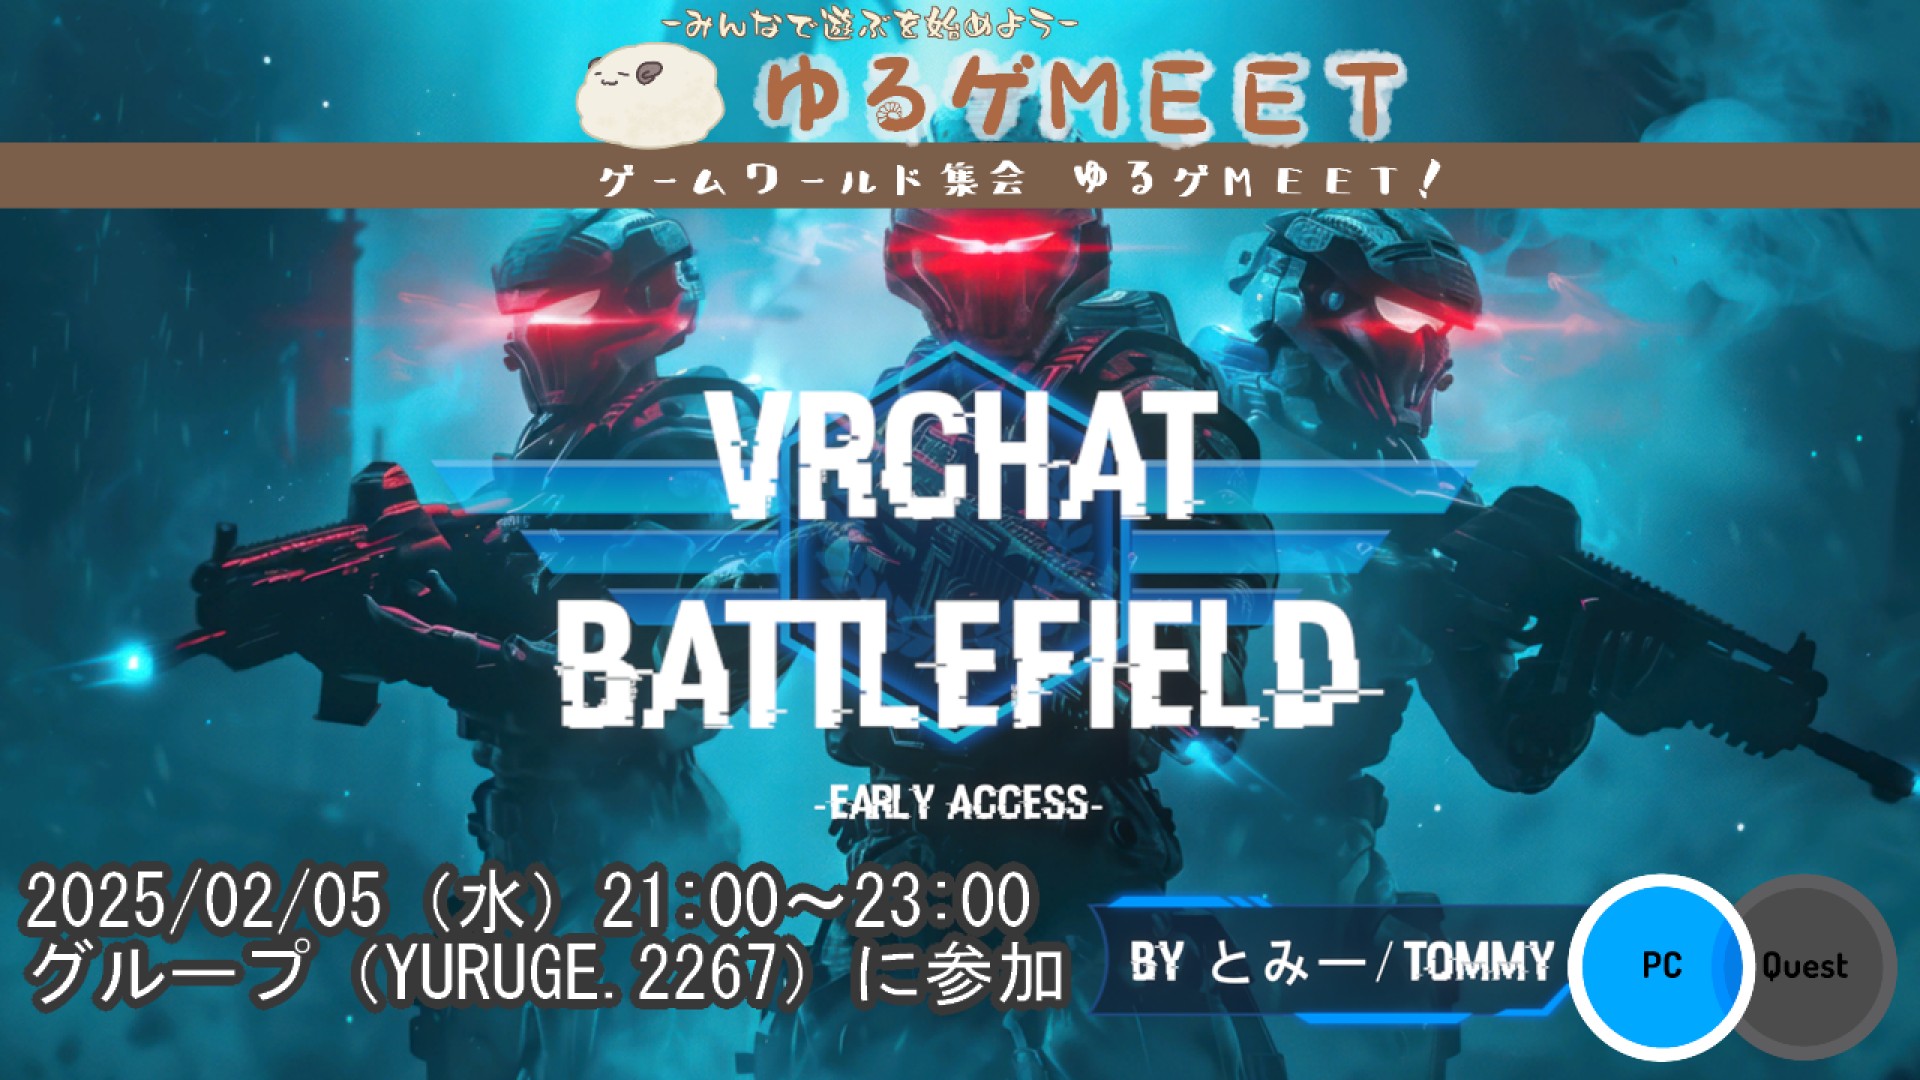 -みんなで遊ぶを始めよう-
ゆるゲMEET
ゲームワールド集会 ゆるゲMEET!
VRCHAT
BATTLEFIELD
-EARLY ACCESS-
2025/02/05（水）21:00～23:00
グループ（YURUGE.2267）に参加
BY とみー/TOMMY
PC
Quest